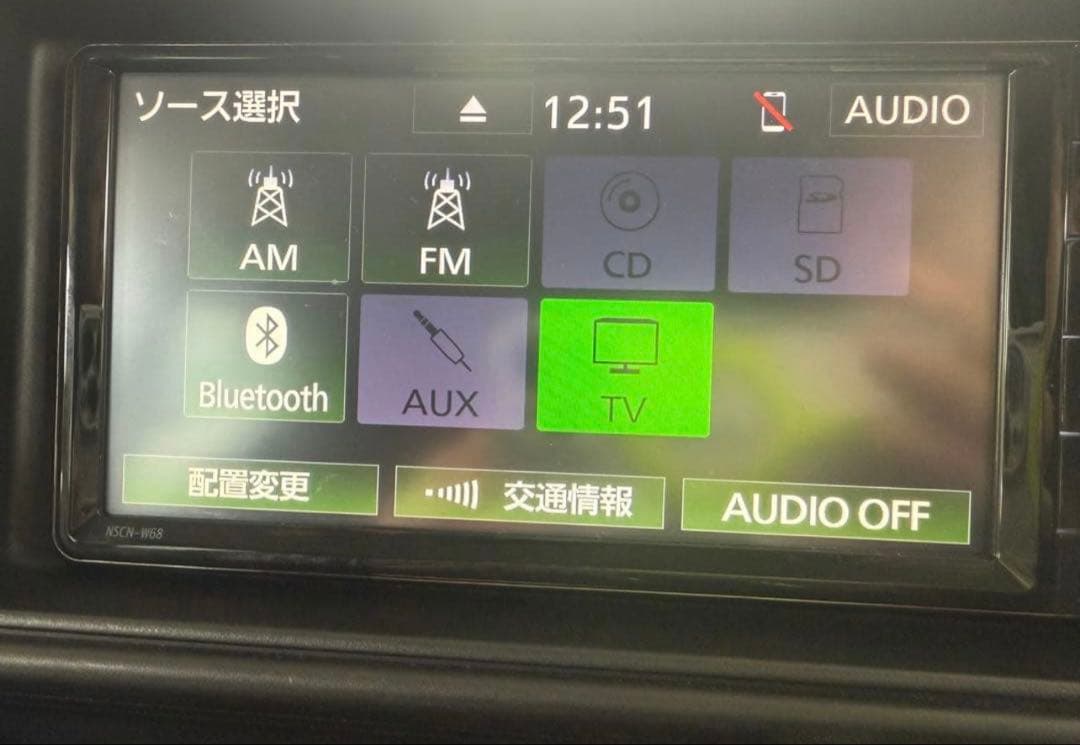 ソース選択 12:51 AUDIO
AM FM CD SD
Bluetooth AUX TV
配置変更 交通情報 AUDIO OFF
NSCN-W68